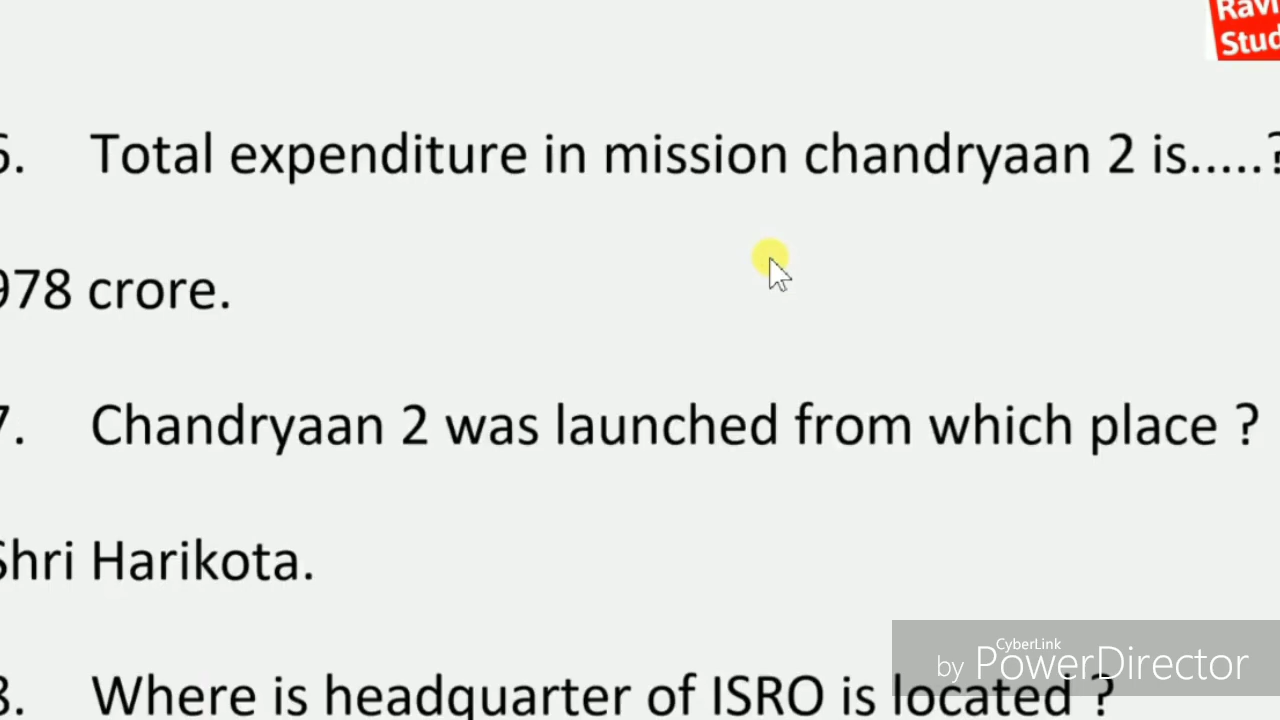 Ravi
Stud
6. Total expenditure in mission chandryaan 2 is.....?
978 crore.
7. Chandryaan 2 was launched from which place ?
Shri Harikota.
8. Where is headquarter of ISRO is located ?
CyberLink
by PowerDirector